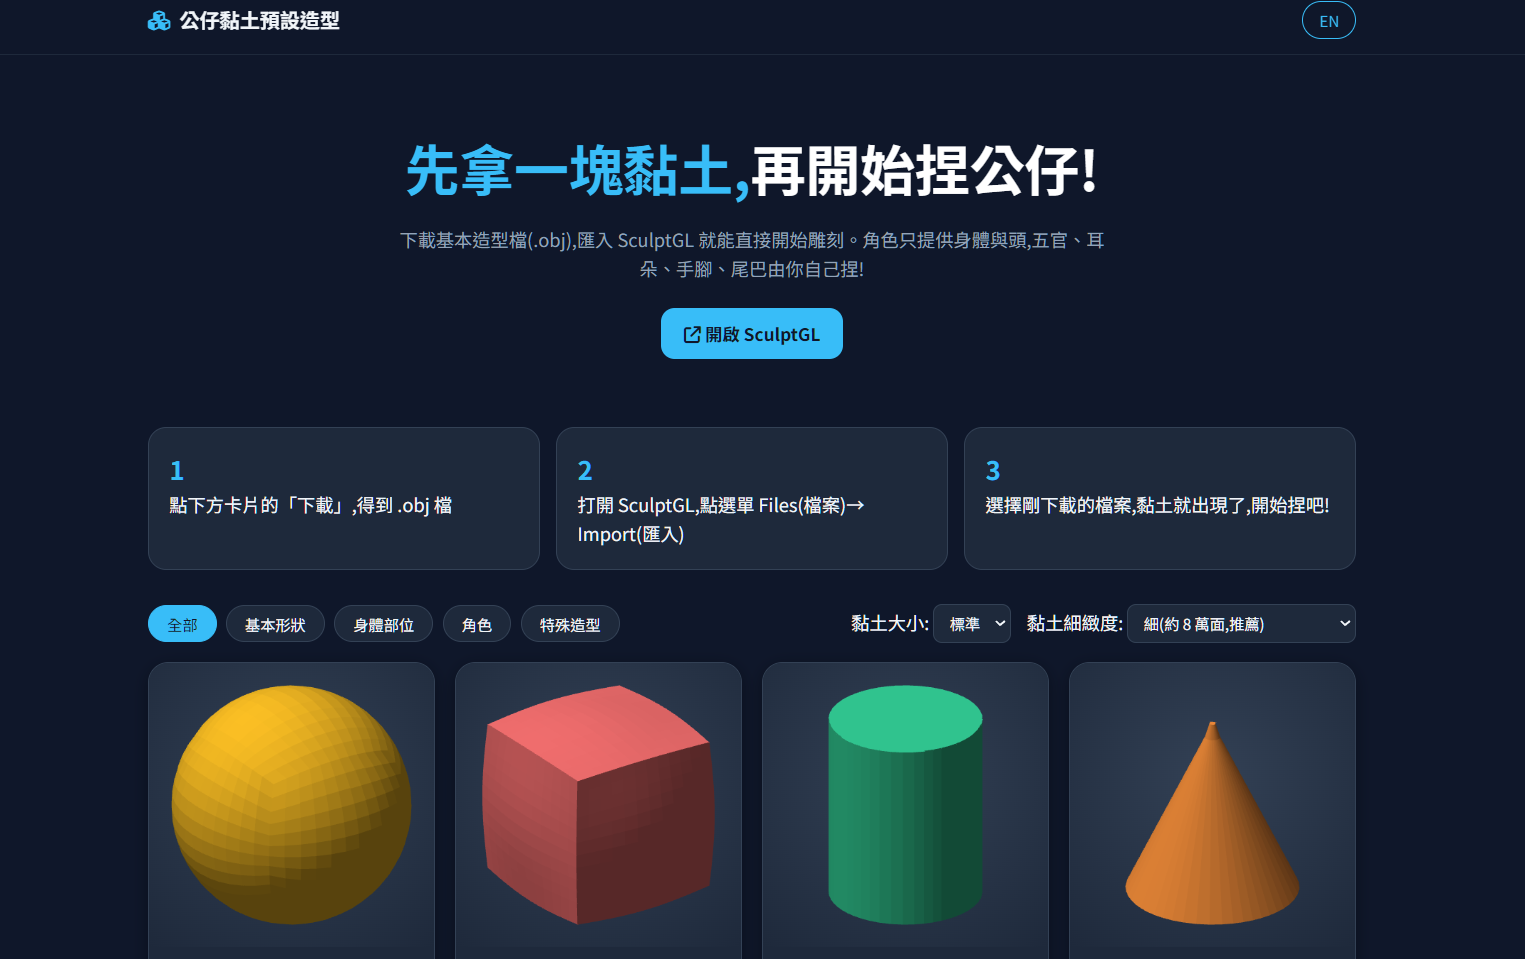 公仔黏土預設造型
EN
先拿一塊黏土,再開始捏公仔!
下載基本造型檔(.obj),匯入 SculptGL 就能直接開始雕刻。角色只提供身體與頭,五官、耳
朵、手腳、尾巴由你自己捏!
開啟 SculptGL
1
點下方卡片的「下載」,得到 .obj 檔
2
打開 SculptGL,點選單 Files(檔案)→
Import(匯入)
3
選擇剛下載的檔案,黏土就出現了,開始捏吧!
全部
基本形狀
身體部位
角色
特殊造型
黏土大小: 標準
黏土細緻度: 細(約 8 萬面,推薦)